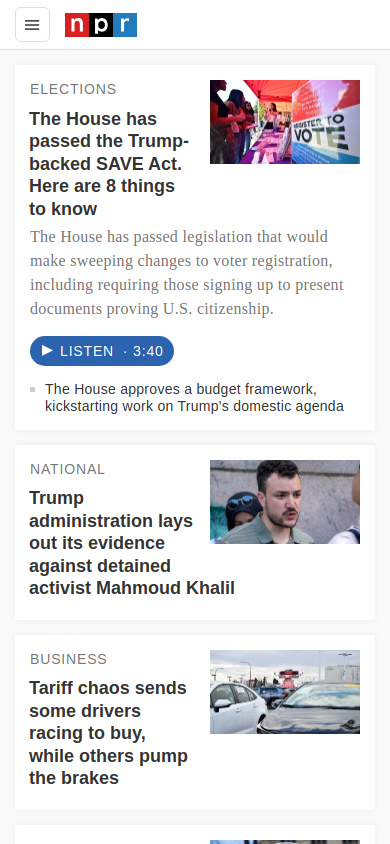 npr
ELECTIONS
The House has
passed the Trump-
backed SAVE Act.
Here are 8 things
to know
REGISTER TO
VOTE
The House has passed legislation that would
make sweeping changes to voter registration,
including requiring those signing up to present
documents proving U.S. citizenship.
LISTEN · 3:40
The House approves a budget framework,
kickstarting work on Trump's domestic agenda
NATIONAL
Trump
administration lays
out its evidence
against detained
activist Mahmoud Khalil
BUSINESS
Tariff chaos sends
some drivers
racing to buy,
while others pump
the brakes